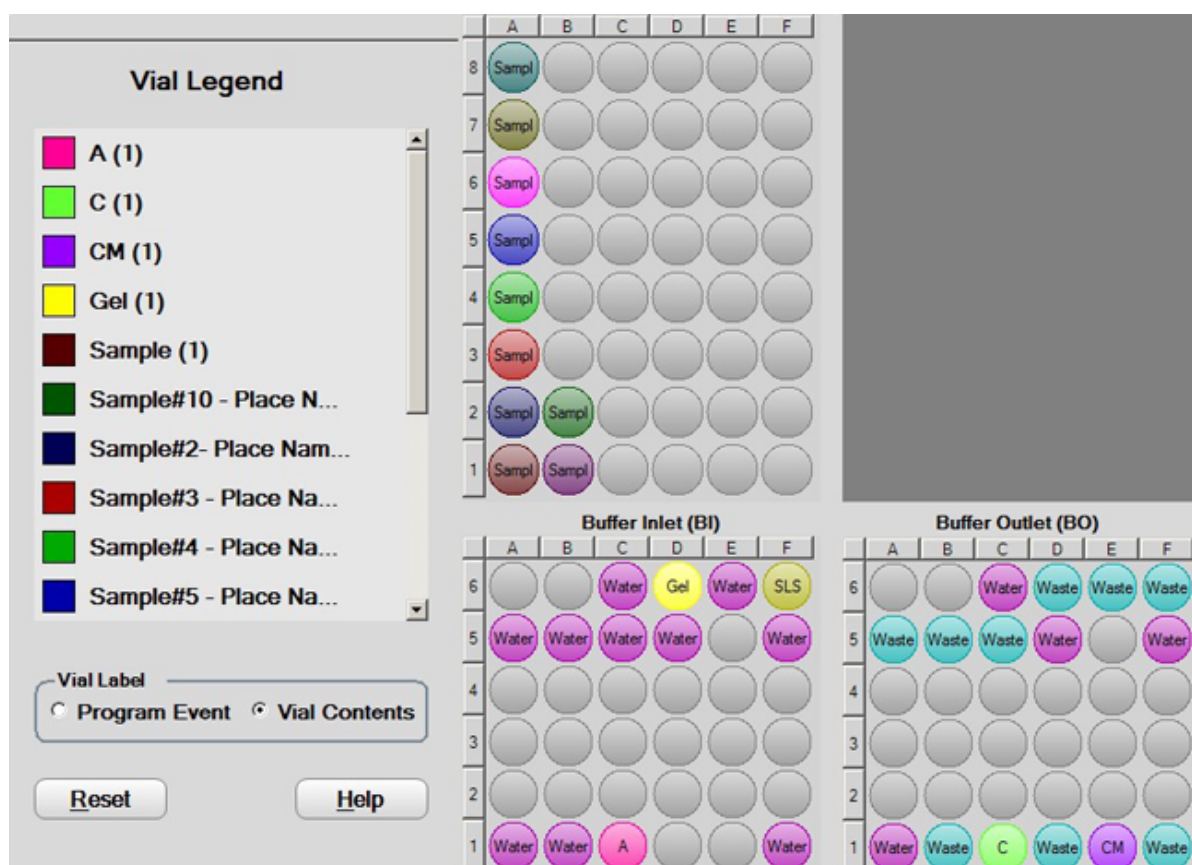 Vial Legend
A (1)
C (1)
CM (1)
Gel (1)
Sample (1)
Sample#10 - Place N...
Sample#2- Place Nam...
Sample#3 - Place Na...
Sample#4 - Place Na...
Sample#5 - Place Na...
Vial Label
Program Event Vial Contents
Reset Help
A B C D E F
8 Sampl
7 Sampl
6 Sampl
5 Sampl
4 Sampl
3 Sampl
2 Sampl Sampl
1 Sampl Sampl
Buffer Inlet (BI)
A B C D E F
6 Water Gel Water SLS
5 Water Water Water Water Water
4
3
2
1 Water Water A Water
Buffer Outlet (BO)
A B C D E F
6 Water Waste Waste Waste
5 Waste Waste Waste Water Water
4
3
2
1 Water Waste C Waste CM Waste